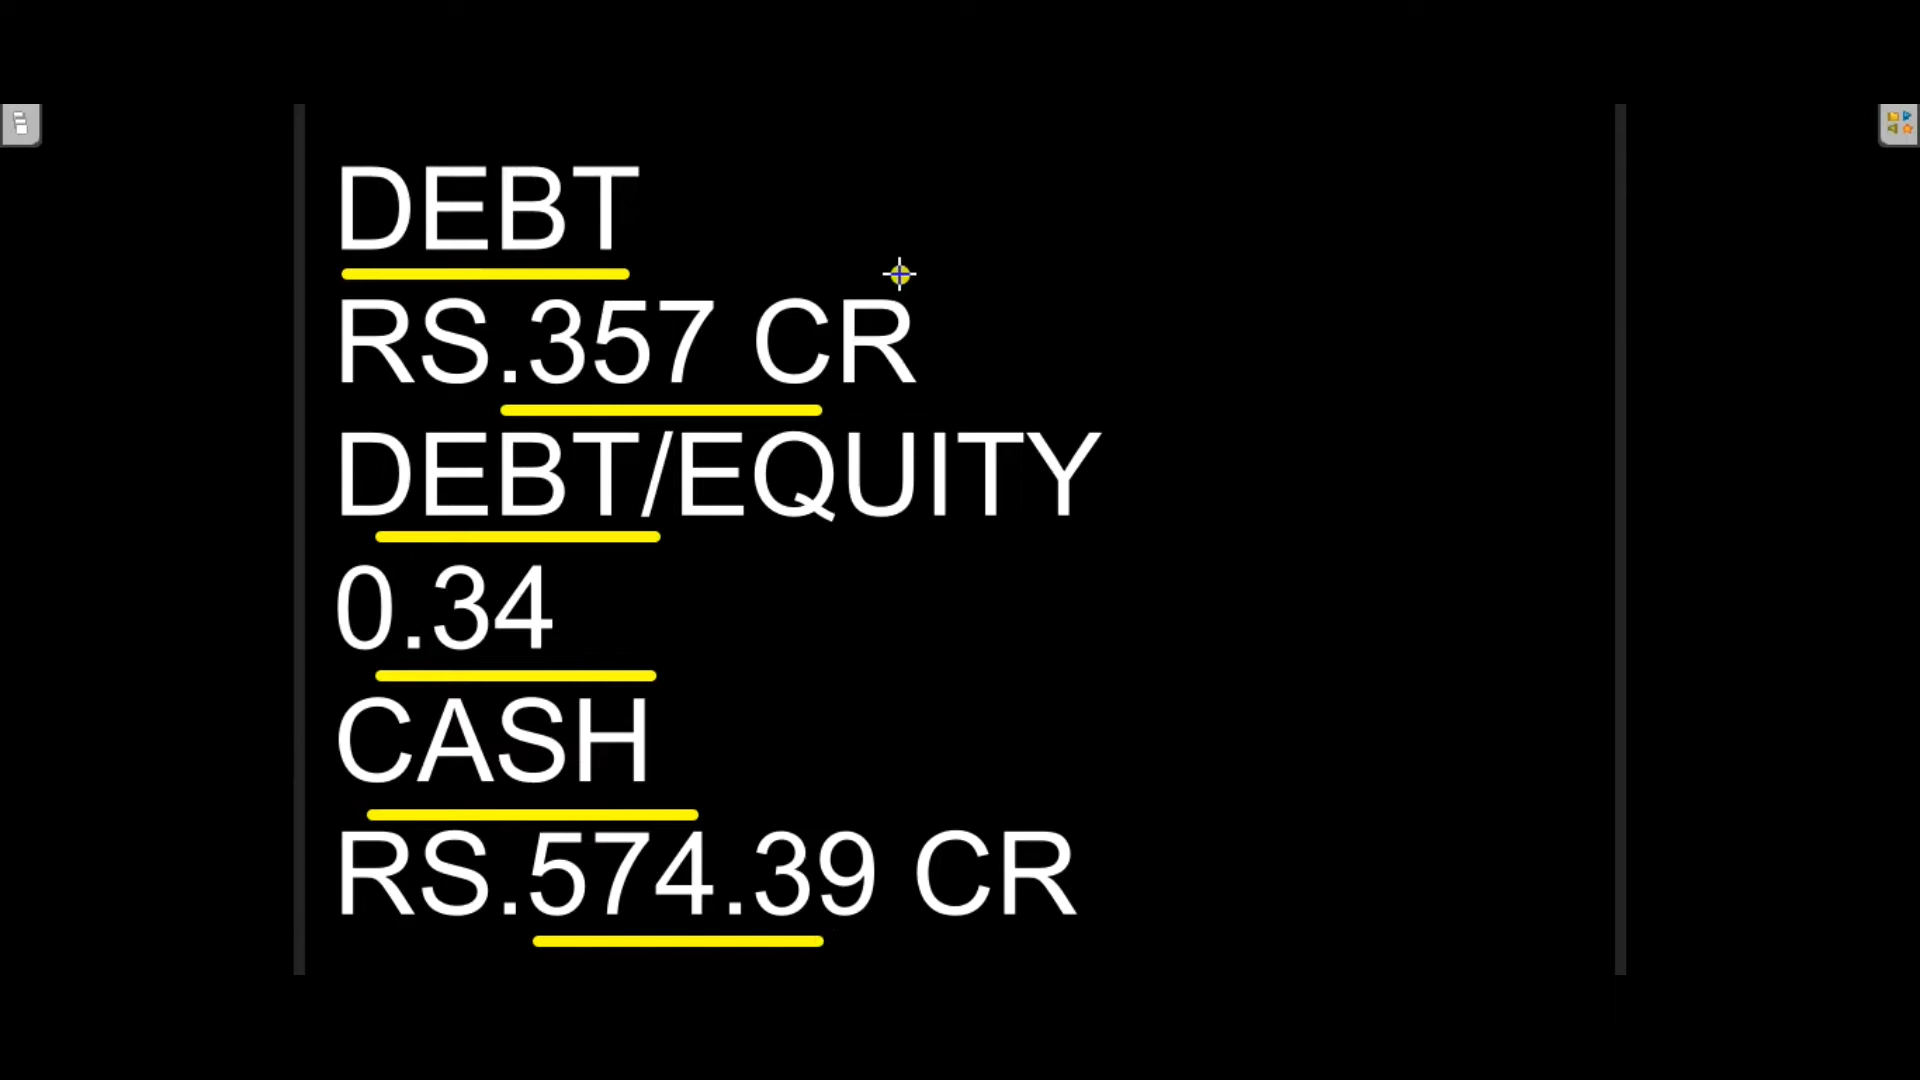 DEBT
RS.357 CR
DEBT/EQUITY
0.34
CASH
RS.574.39 CR